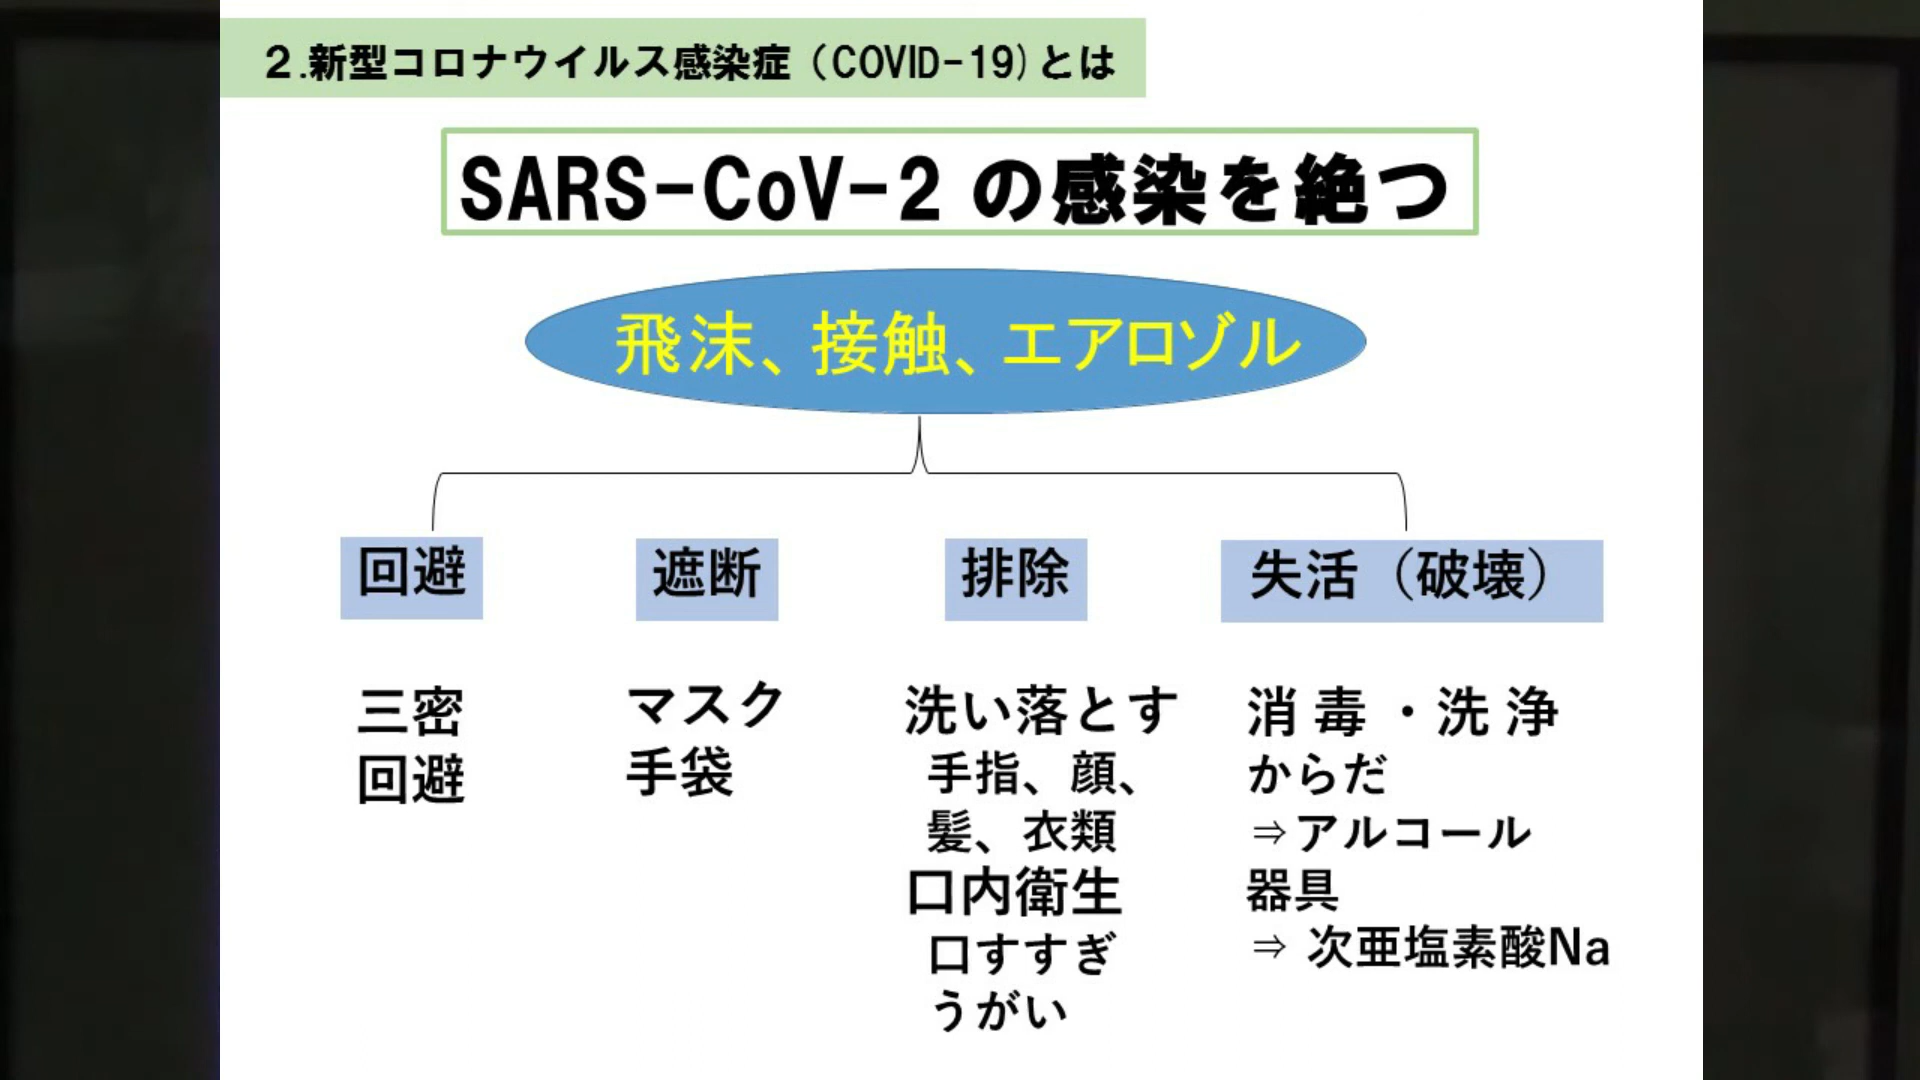 ２.新型コロナウイルス感染症（COVID-19)とは
SARS-CoV-2 の感染を絶つ
飛沫、接触、エアロゾル
回避
遮断
排除
失活（破壊）
三密
回避
マスク
手袋
洗い落とす
手指、顔、
髪、衣類
口内衛生
口すすぎ
うがい
消毒・洗浄
からだ
⇒アルコール
器具
⇒ 次亜塩素酸Na